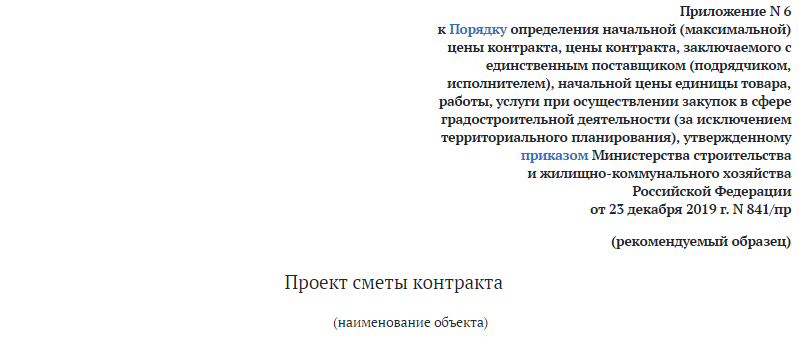 Приложение N 6
к Порядку определения начальной (максимальной)
цены контракта, цены контракта, заключаемого с
единственным поставщиком (подрядчиком,
исполнителем), начальной цены единицы товара,
работы, услуги при осуществлении закупок в сфере
градостроительной деятельности (за исключением
территориального планирования), утвержденному
приказом Министерства строительства
и жилищно-коммунального хозяйства
Российской Федерации
от 23 декабря 2019 г. N 841/пр
(рекомендуемый образец)
Проект сметы контракта
(наименование объекта)